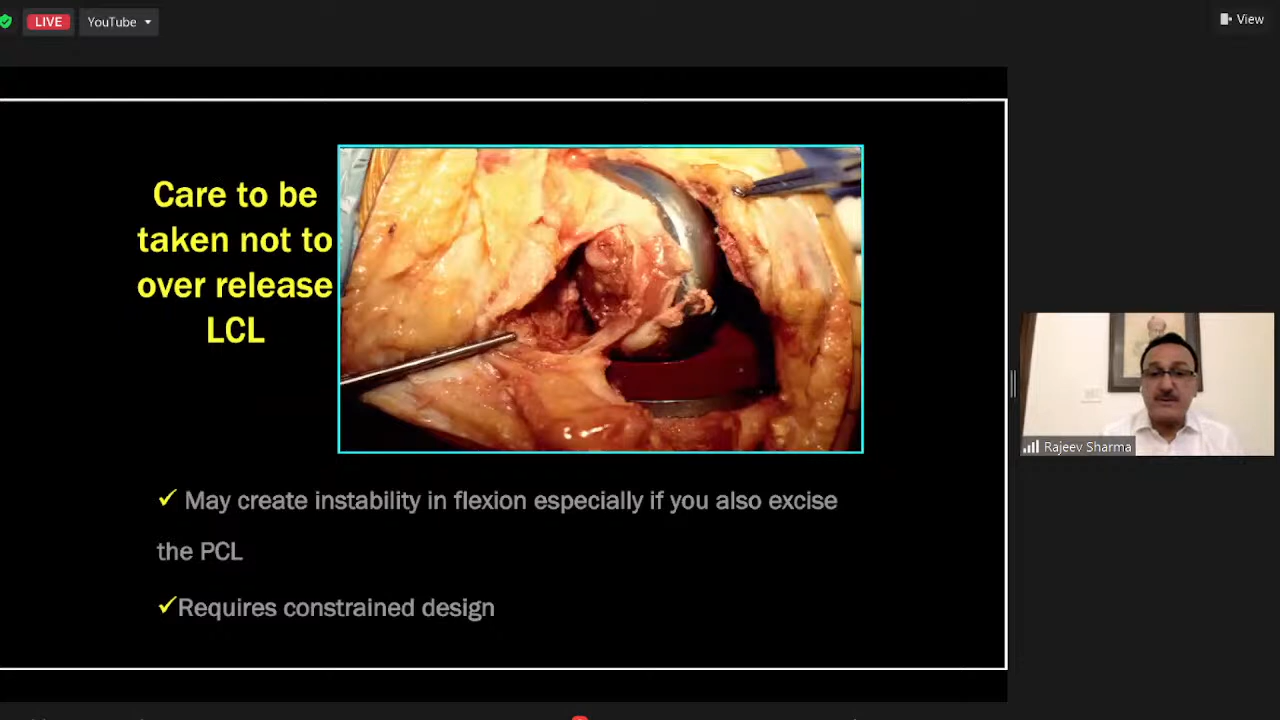 LIVE
YouTube
View
Care to be
taken not to
over release
LCL
Rajeev Sharma
✓ May create instability in flexion especially if you also excise
the PCL
✓Requires constrained design